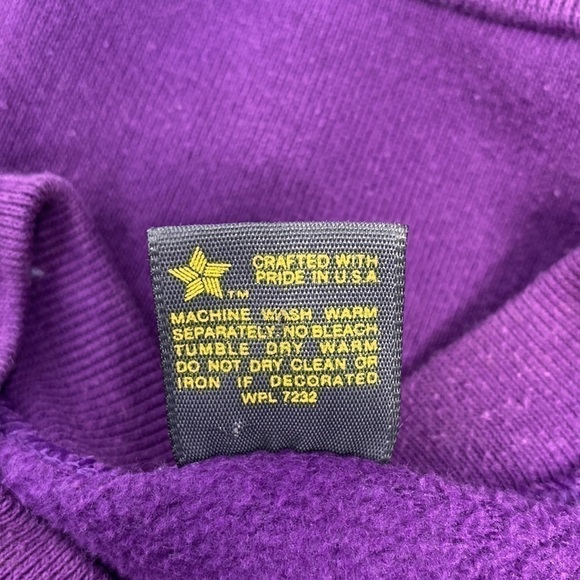 CRAFTED WITH
PRIDE IN U.S.A
TM
MACHINE WASH WARM
SEPARATELY NO BLEACH
TUMBLE DRY WARM
DO NOT DRY CLEAN OR
IRON IF DECORATED
WPL 7232